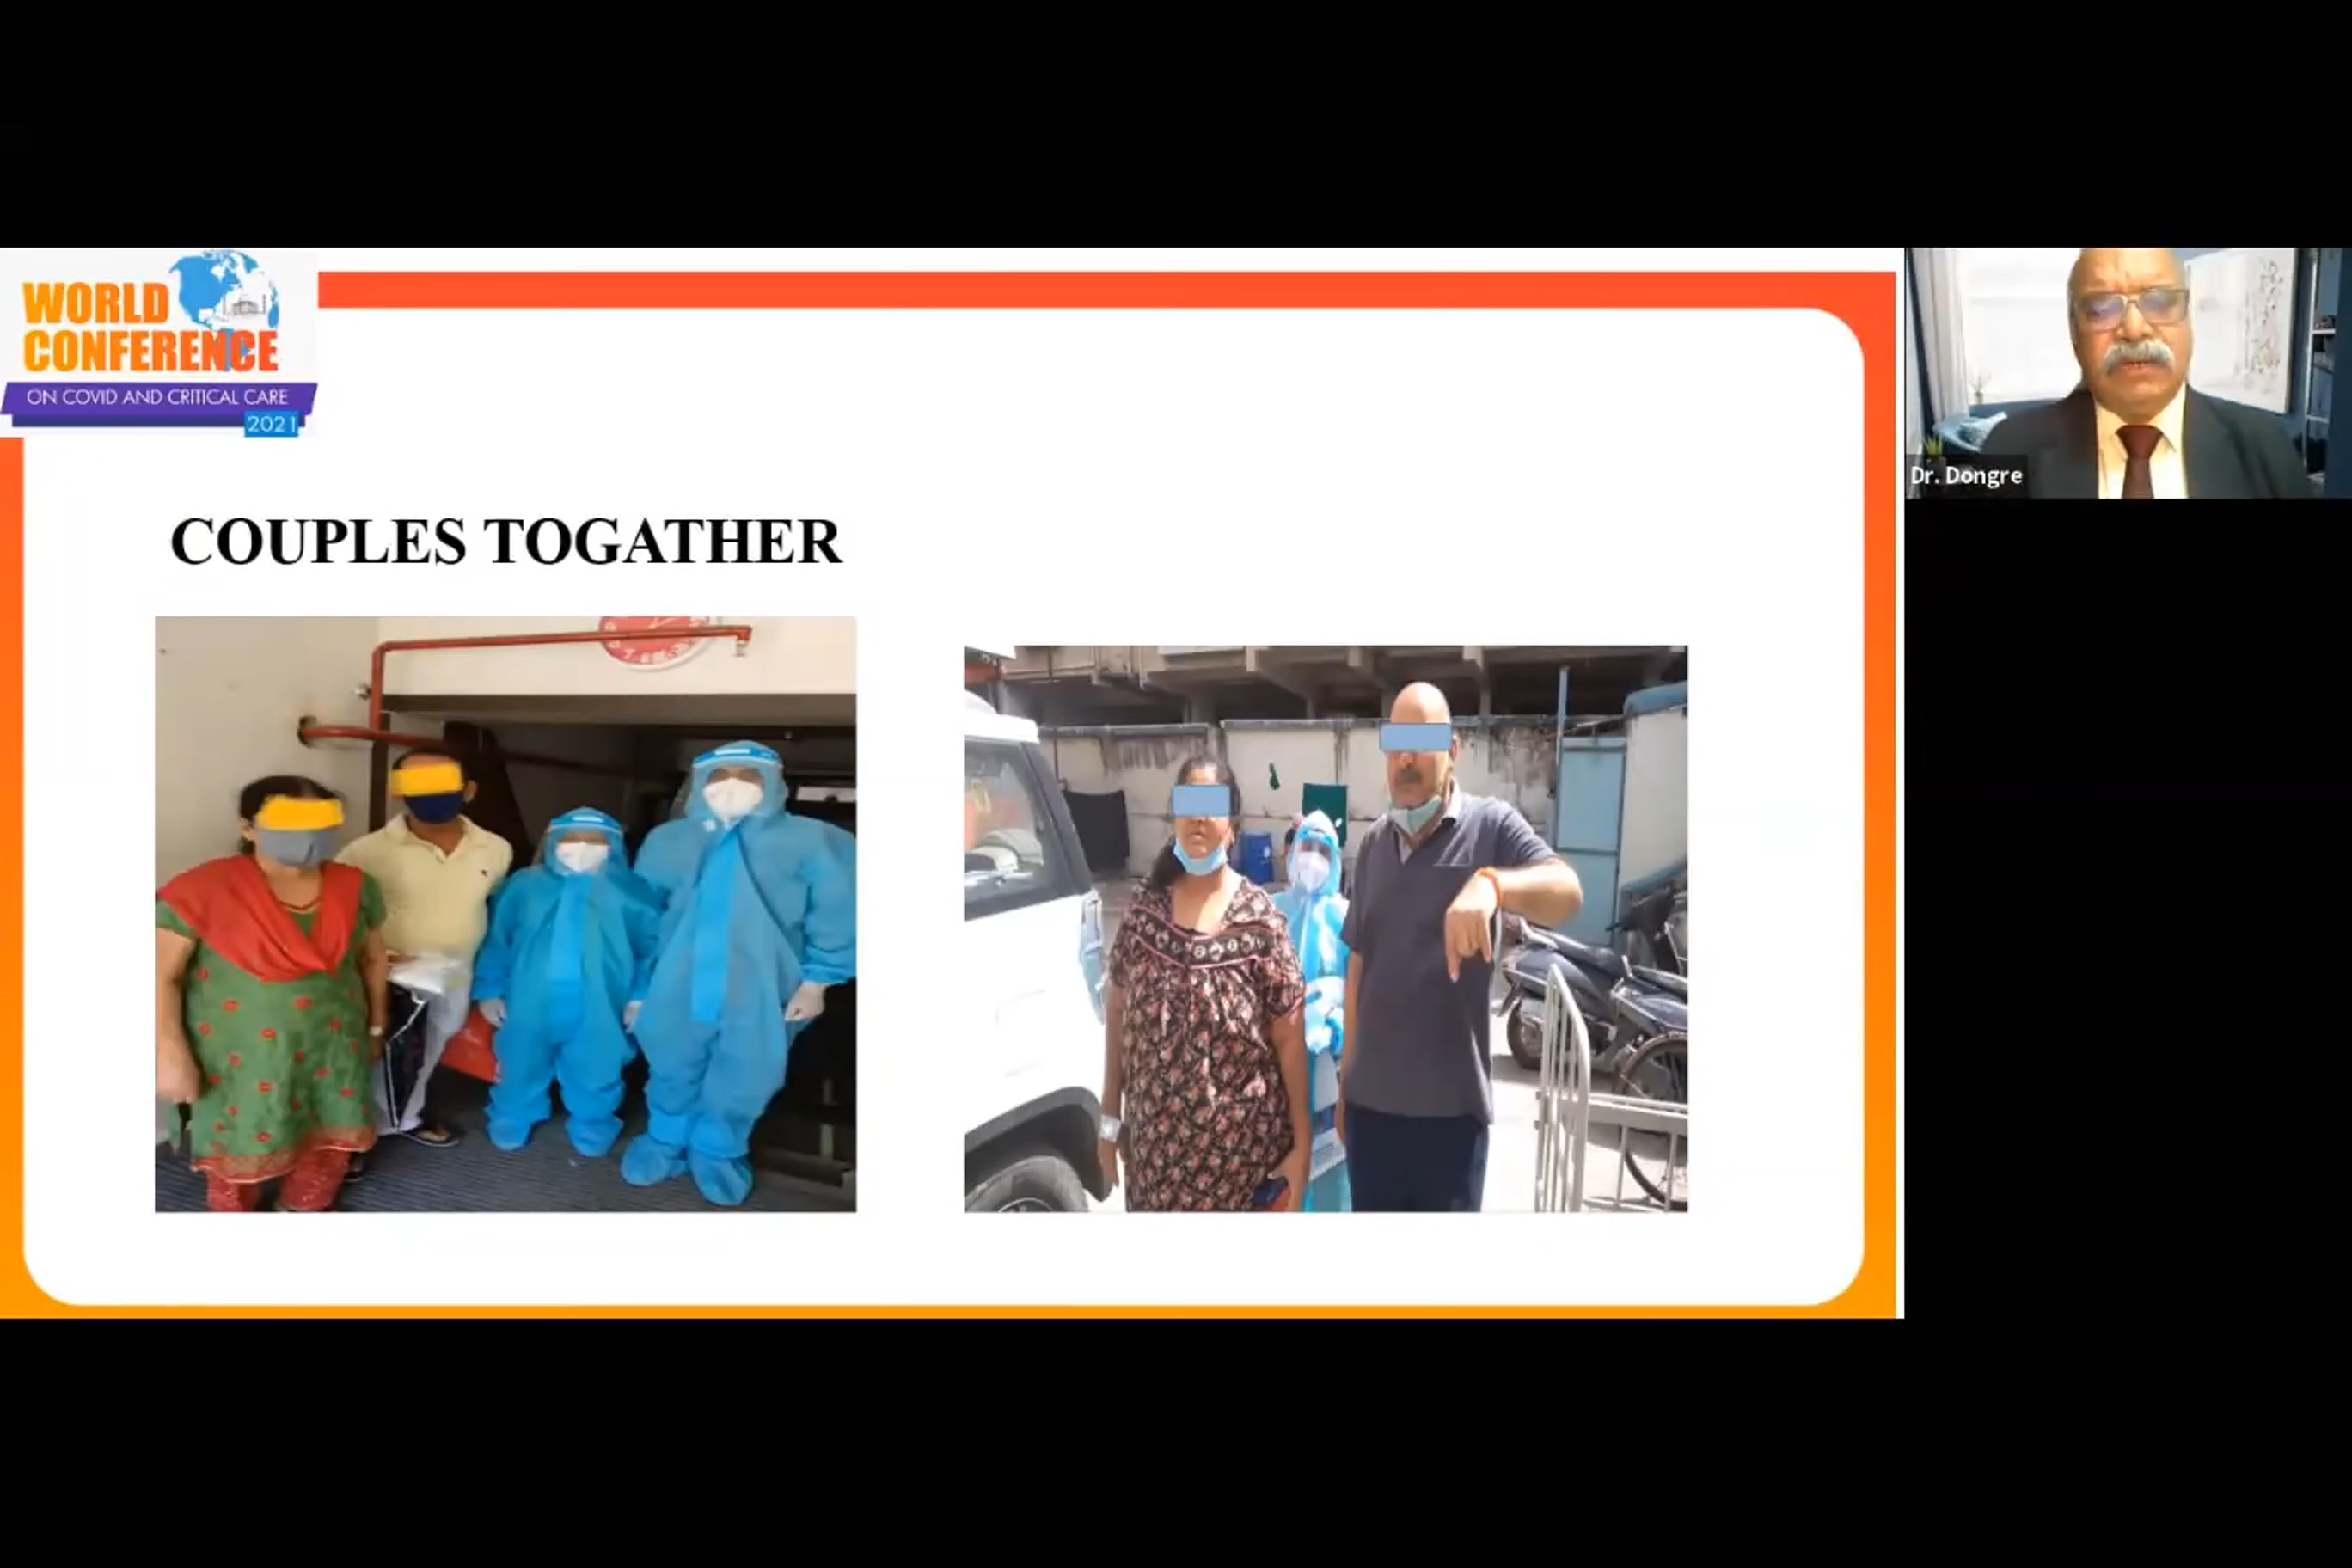 WORLD
CONFERENCE
ON COVID AND CRITICAL CARE
2021
COUPLES TOGATHER
Dr. Dongre